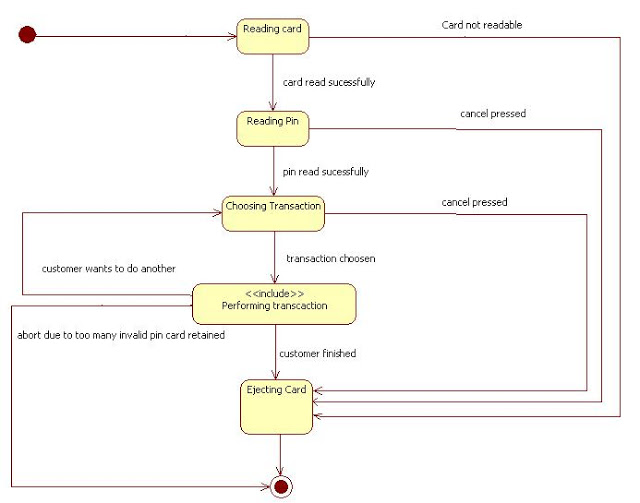 Reading card
Card not readable
card read sucessfully
Reading Pin
cancel pressed
pin read sucessfully
Choosing Transaction
cancel pressed
transaction choosen
customer wants to do another
<<include>>
Performing transcaction
abort due to too many invalid pin card retained
customer finished
Ejecting Card